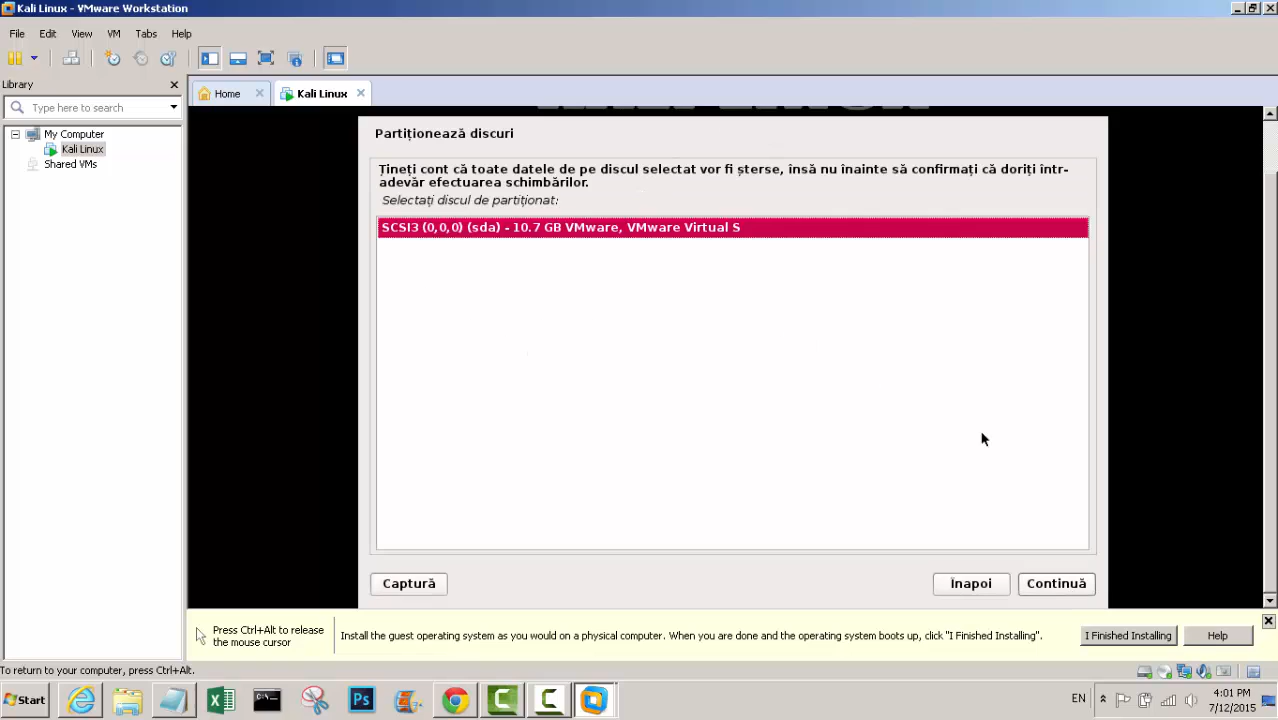 Kali Linux - VMware Workstation
File Edit View VM Tabs Help
Library
Type here to search
My Computer
Kali Linux
Shared VMs
Home
Kali Linux
Partiționează discuri
Țineți cont că toate datele de pe discul selectat vor fi șterse, însă nu înainte să confirmați că doriți într-
adevăr efectuarea schimbărilor.
Selectați discul de partiționat:
SCSI3 (0,0,0) (sda) - 10.7 GB VMware, VMware Virtual S
Captură
Înapoi
Continuă
Press Ctrl+Alt to release
the mouse cursor
Install the guest operating system as you would on a physical computer. When you are done and the operating system boots up, click "I Finished Installing".
I Finished Installing
Help
To return to your computer, press Ctrl+Alt.
Start
Ps
EN
4:01 PM
7/12/2015